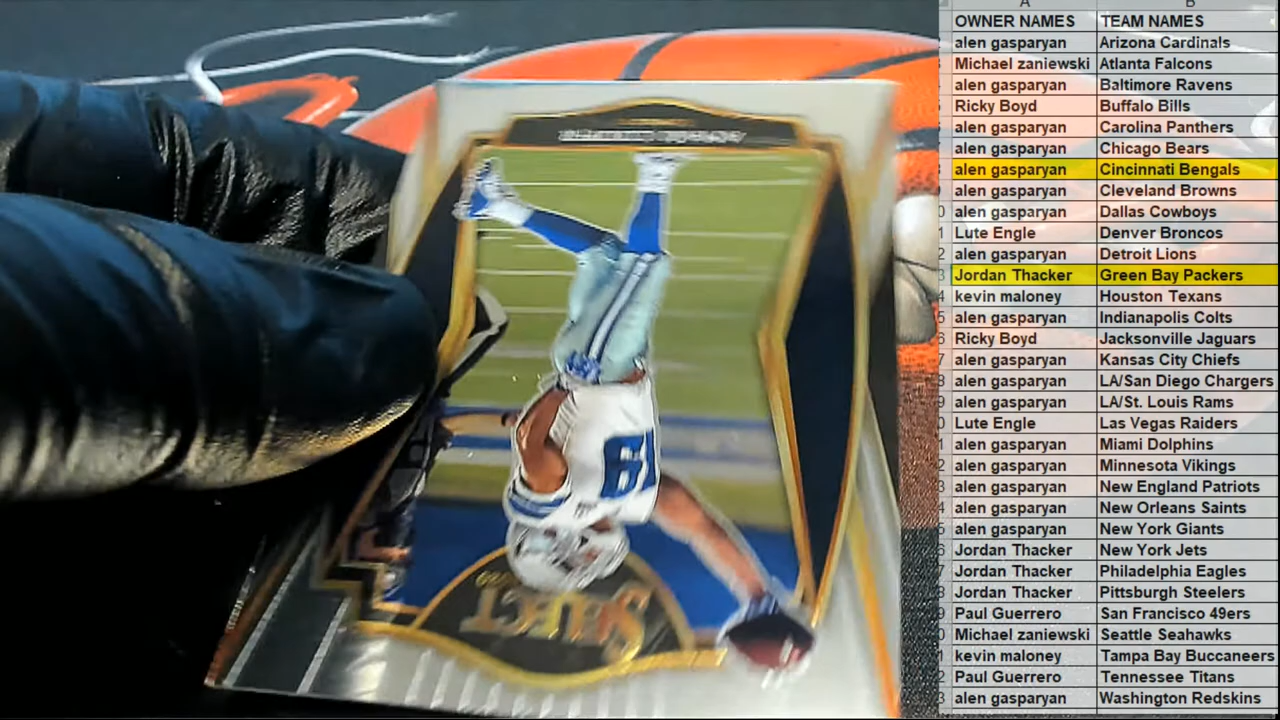 A B
OWNER NAMES TEAM NAMES
alen gasparyan Arizona Cardinals
Michael zaniewski Atlanta Falcons
alen gasparyan Baltimore Ravens
Ricky Boyd Buffalo Bills
alen gasparyan Carolina Panthers
alen gasparyan Chicago Bears
alen gasparyan Cincinnati Bengals
alen gasparyan Cleveland Browns
alen gasparyan Dallas Cowboys
Lute Engle Denver Broncos
alen gasparyan Detroit Lions
Jordan Thacker Green Bay Packers
kevin maloney Houston Texans
alen gasparyan Indianapolis Colts
Ricky Boyd Jacksonville Jaguars
alen gasparyan Kansas City Chiefs
alen gasparyan LA/San Diego Chargers
alen gasparyan LA/St. Louis Rams
Lute Engle Las Vegas Raiders
alen gasparyan Miami Dolphins
alen gasparyan Minnesota Vikings
alen gasparyan New England Patriots
alen gasparyan New Orleans Saints
alen gasparyan New York Giants
Jordan Thacker New York Jets
Jordan Thacker Philadelphia Eagles
Jordan Thacker Pittsburgh Steelers
Paul Guerrero San Francisco 49ers
Michael zaniewski Seattle Seahawks
kevin maloney Tampa Bay Buccaneers
Paul Guerrero Tennessee Titans
alen gasparyan Washington Redskins
19
SELECT